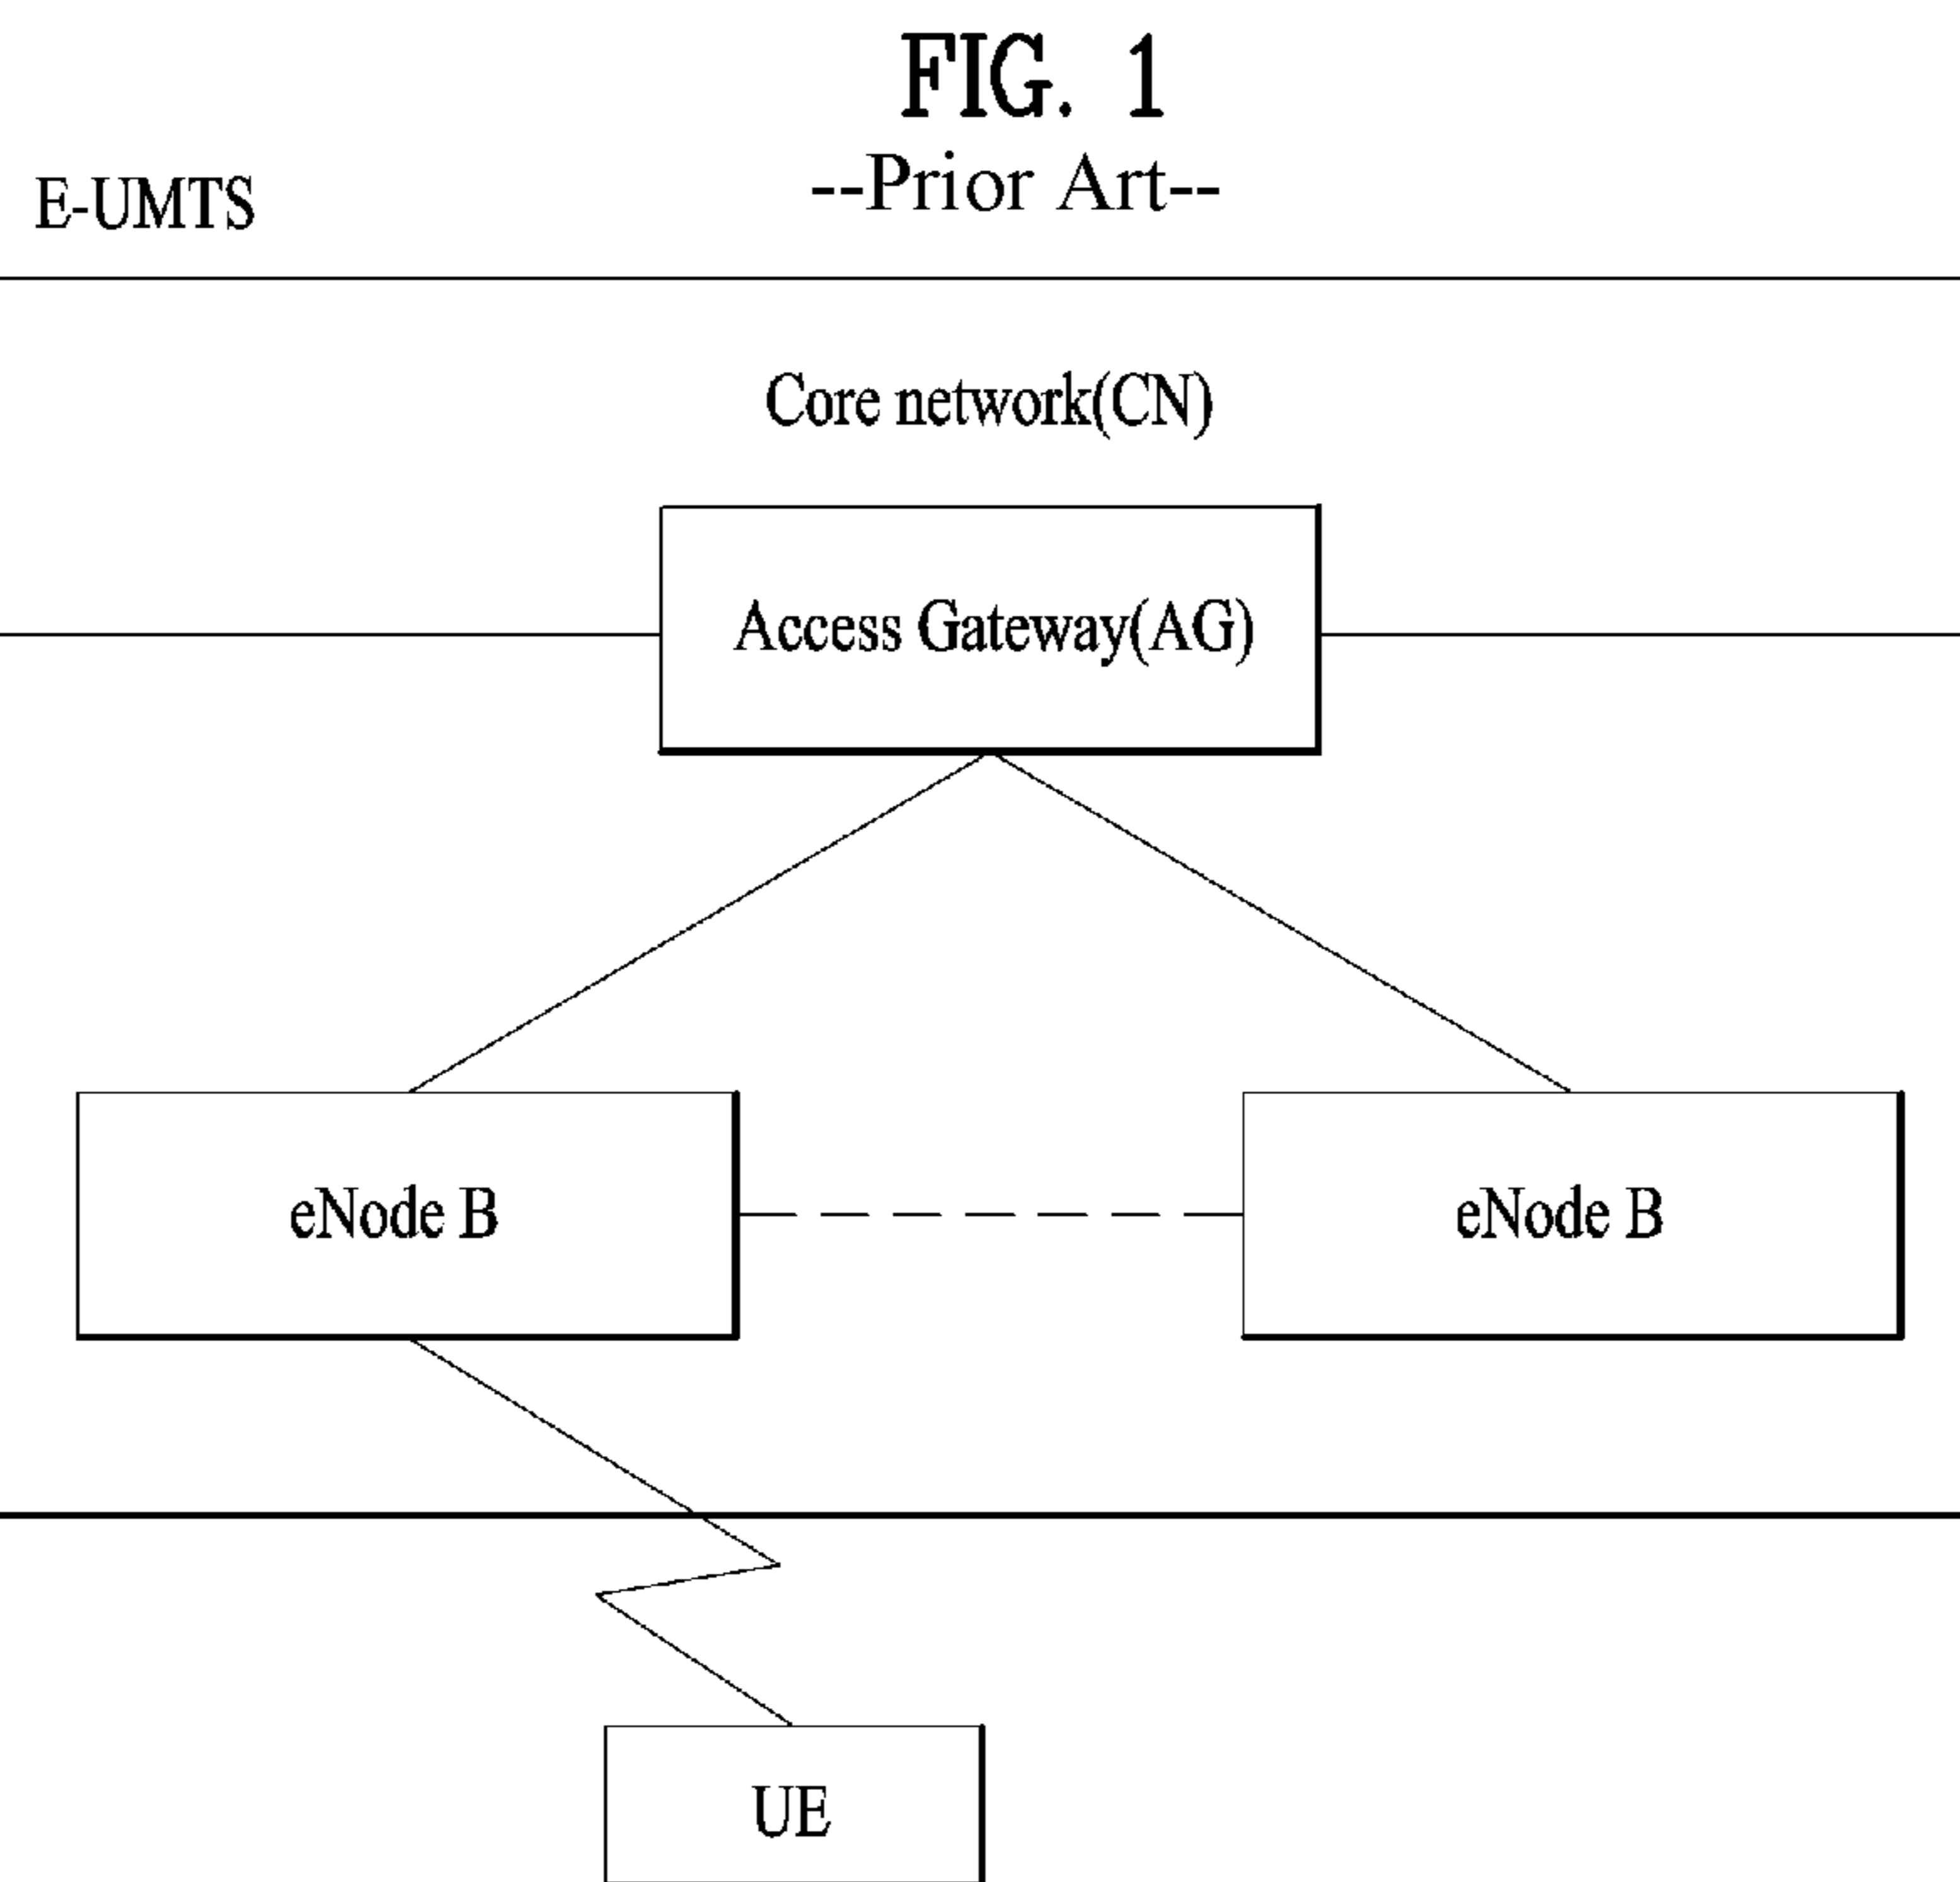 FIG. 1
--Prior Art--
E-UMTS
Core network(CN)
Access Gateway(AG)
eNode B
eNode B
UE